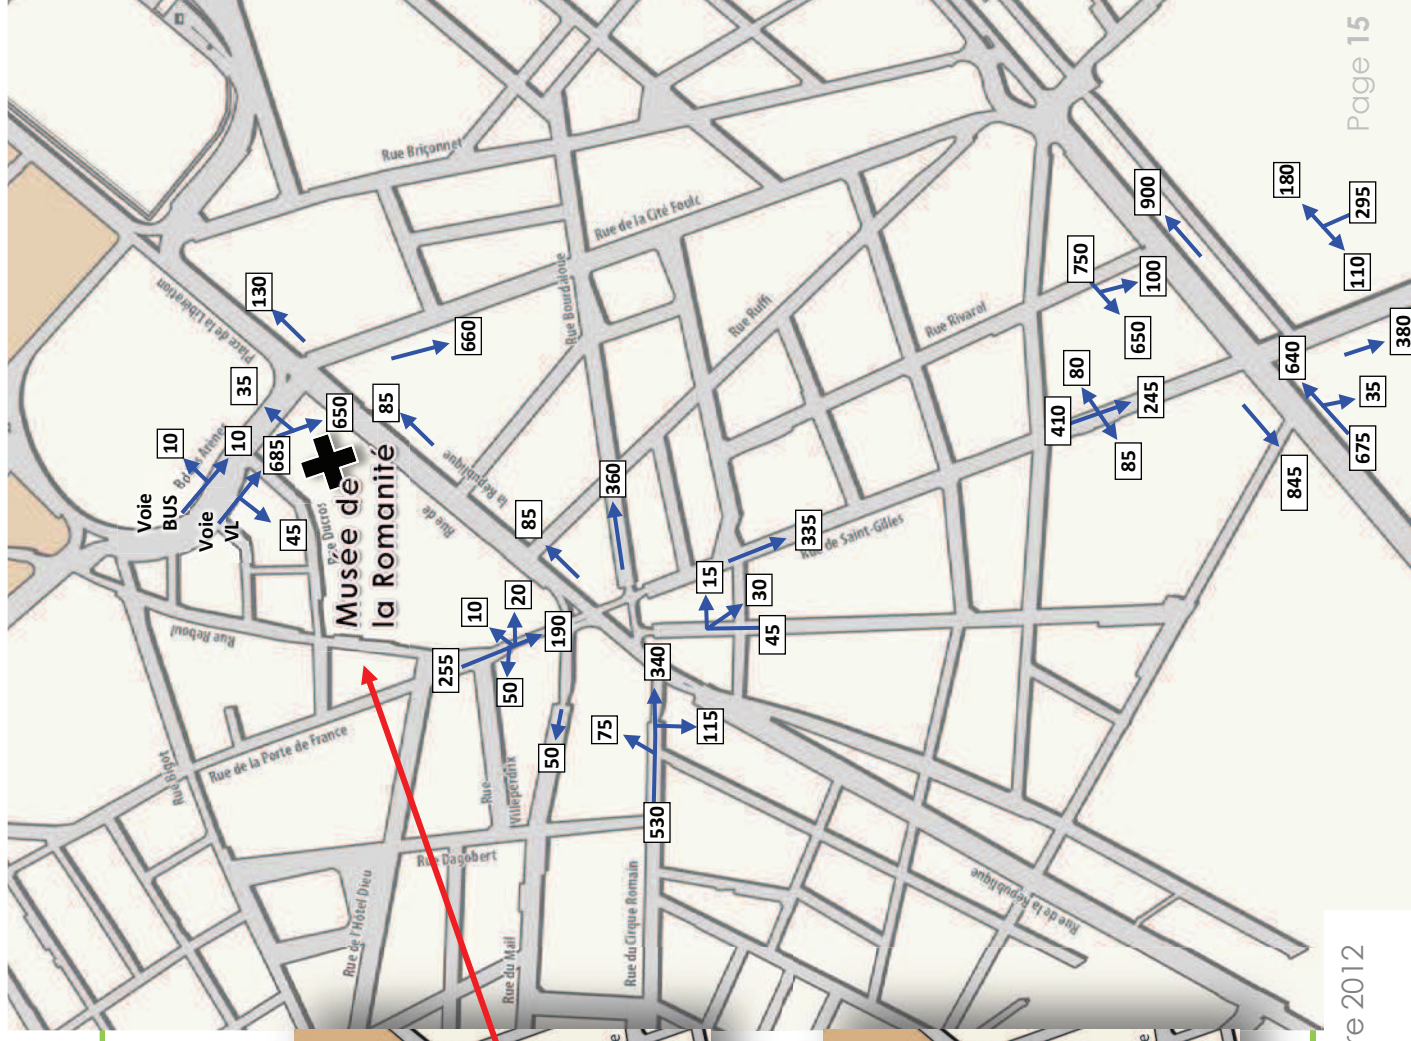 Page 15
Rue Briçonnet
180
900
295
Rue de la Cité Foulc
750
110
100
130
Place de la Libération
Rue Bourdaloue
660
Rue Ruffi
Rue Rivarol
650
380
640
80
35
35
650
85
410
245
10
10
Voie
BUS
685
Musée de
la Romanité
la République
Rue de
360
85
675
845
Voie
VL
45
85
Rue de Saint-Gilles
335
15
30
Rue Reboul
10
20
190
45
255
50
340
75
115
50
Rue Bigot
Rue de la Porte de France
Rue
Villeperdrix
530
Rue Dagobert
Rue de l'Hôtel Dieu
Rue du Mail
Rue du Cirque Romain
Rue de la République
re 2012